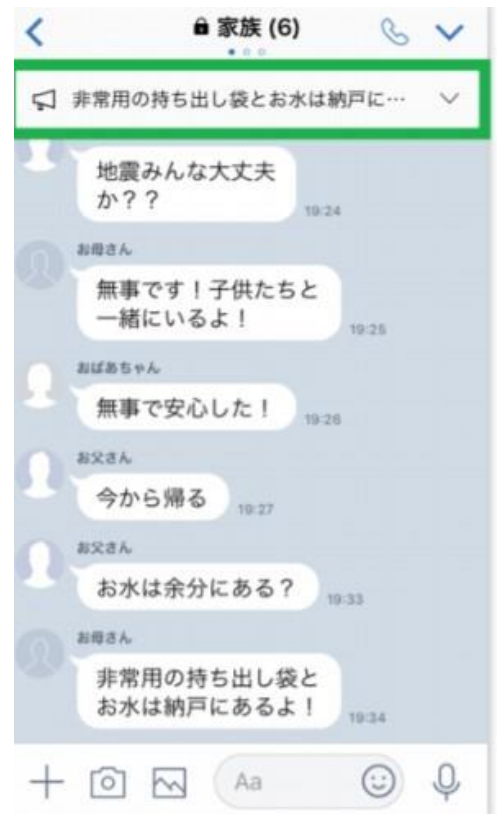 家族 (6)
非常用の持ち出し袋とお水は納戸に…
地震みんな大丈夫
か？？
19:24
お母さん
無事です！子供たちと
一緒にいるよ！
19:25
おばあちゃん
無事で安心した！
19:26
お父さん
今から帰る
19:27
お父さん
お水は余分にある？
19:33
お母さん
非常用の持ち出し袋と
お水は納戸にあるよ！
19:34
Aa